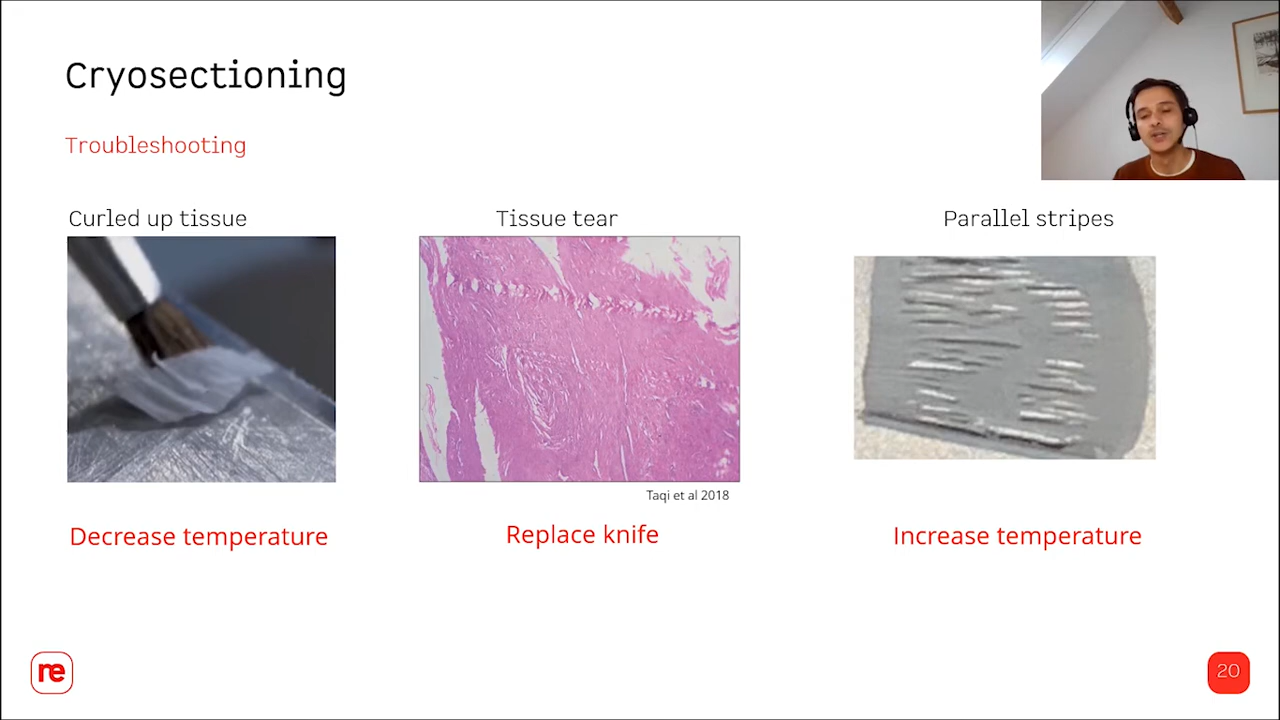 Cryosectioning
Troubleshooting
Curled up tissue
Tissue tear
Parallel stripes
Taqi et al 2018
Decrease temperature
Replace knife
Increase temperature
re
20